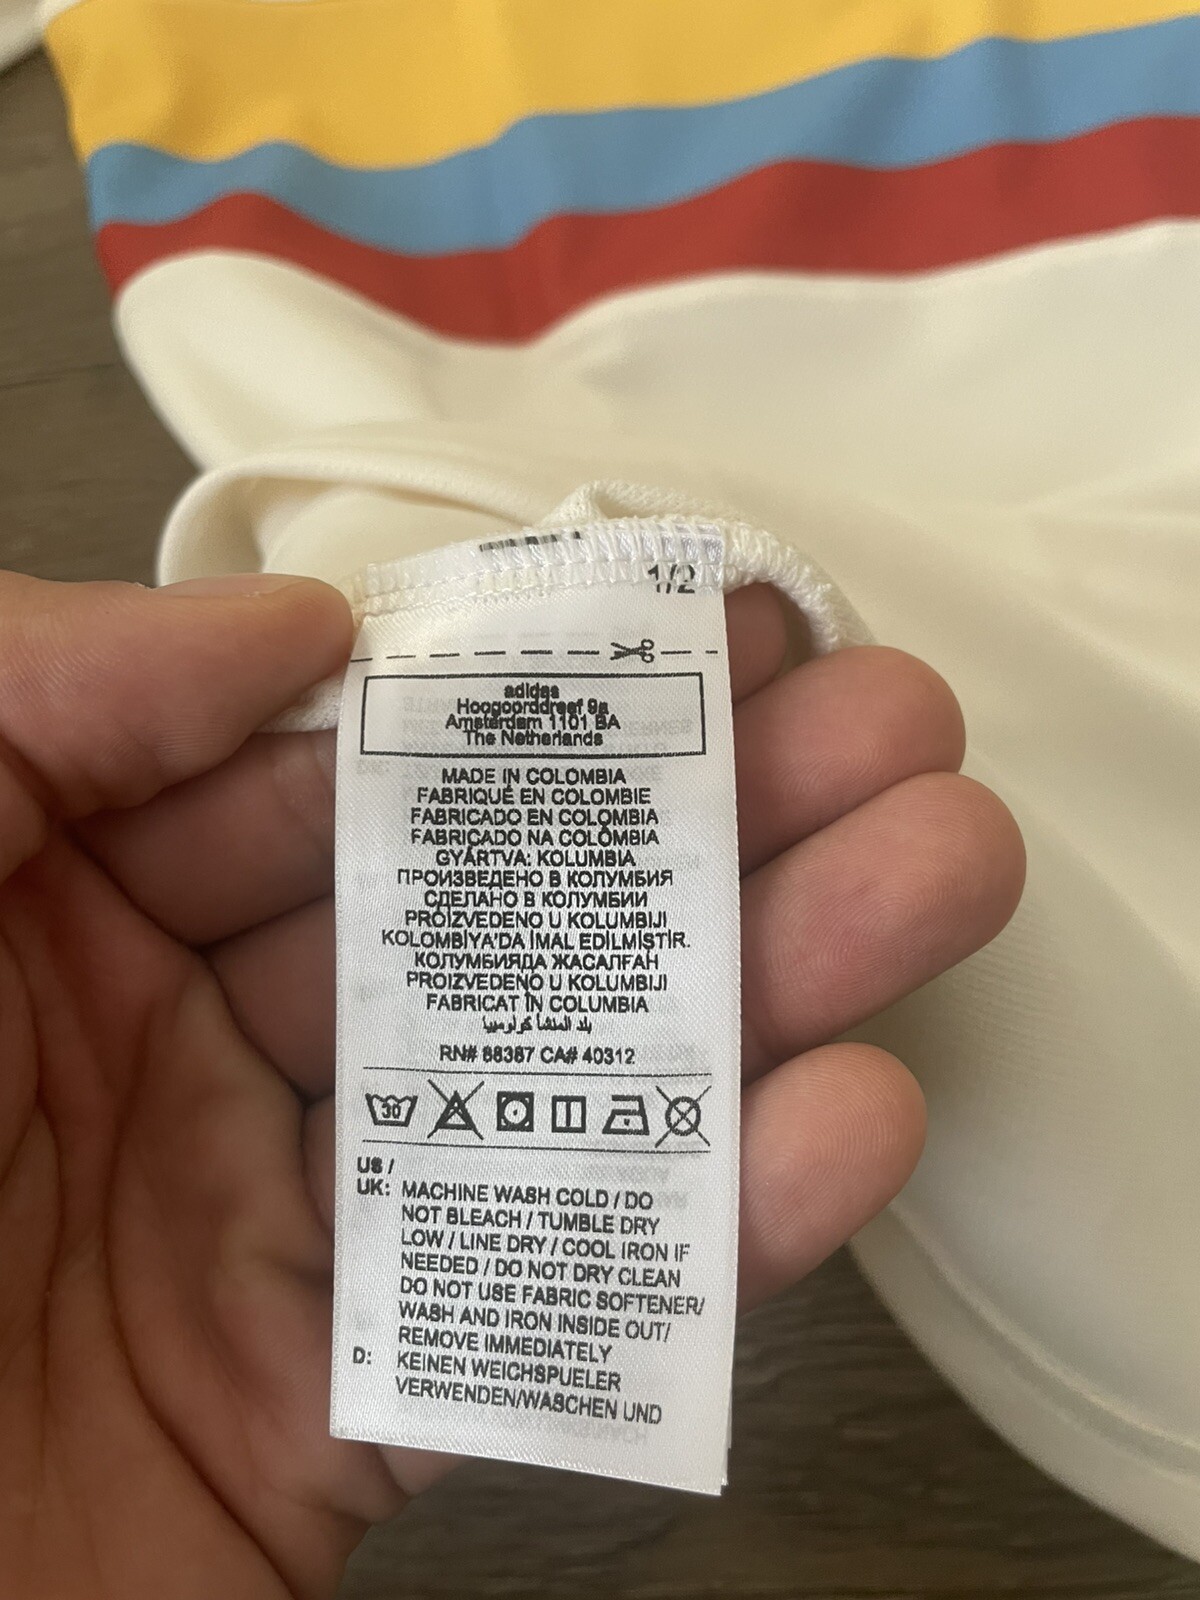 1/2
adidas
Hoogoorddreef 9a
Amsterdam 1101 BA
The Netherlands
MADE IN COLOMBIA
FABRIQUÉ EN COLOMBIE
FABRICADO EN COLOMBIA
FABRICADO NA COLÔMBIA
GYÁRTVA: KOLUMBIA
ПРОИЗВЕДЕНО В КОЛУМБИЯ
СДЕЛАНО В КОЛУМБИИ
PROIZVEDENO U KOLUMBIJI
KOLOMBİYA'DA İMAL EDİLMİŞTİR.
КОЛУМБИЯДА ЖАСАЛҒАН
PROIZVEDENO U KOLUMBIJI
FABRICAT ÎN COLUMBIA
بلد المنشأ كولومبيا
RN# 88387 CA# 40312
30
US /
UK: MACHINE WASH COLD / DO
NOT BLEACH / TUMBLE DRY
LOW / LINE DRY / COOL IRON IF
NEEDED / DO NOT DRY CLEAN
DO NOT USE FABRIC SOFTENER/
WASH AND IRON INSIDE OUT/
REMOVE IMMEDIATELY
D: KEINEN WEICHSPUELER
VERWENDEN/WASCHEN UND